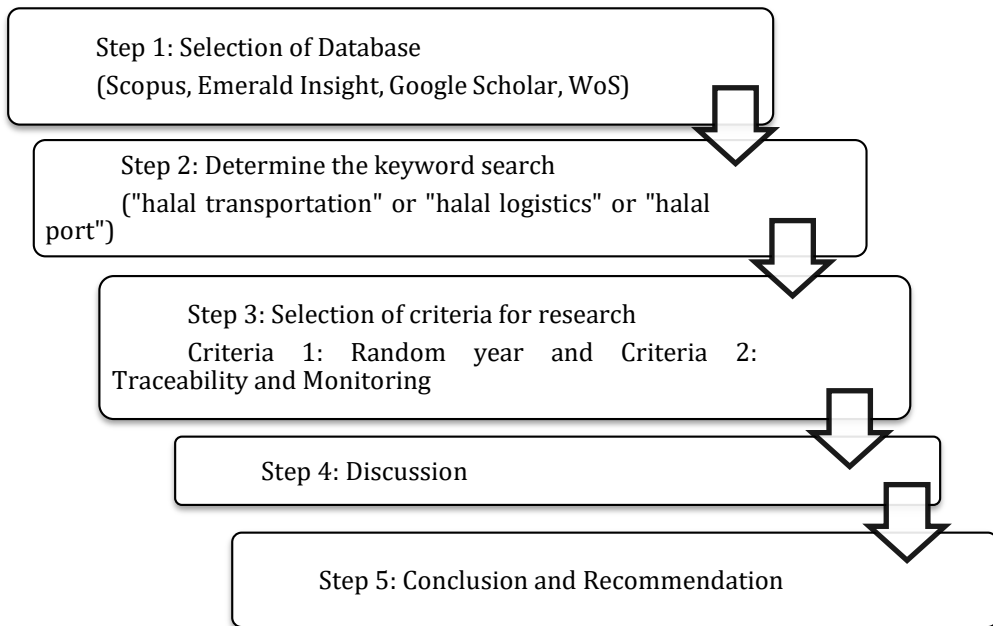 Step 1: Selection of Database
(Scopus, Emerald Insight, Google Scholar, WoS)
Step 2: Determine the keyword search
("halal transportation" or "halal logistics" or "halal
port")
Step 3: Selection of criteria for research
Criteria 1: Random year and Criteria 2:
Traceability and Monitoring
Step 4: Discussion
Step 5: Conclusion and Recommendation